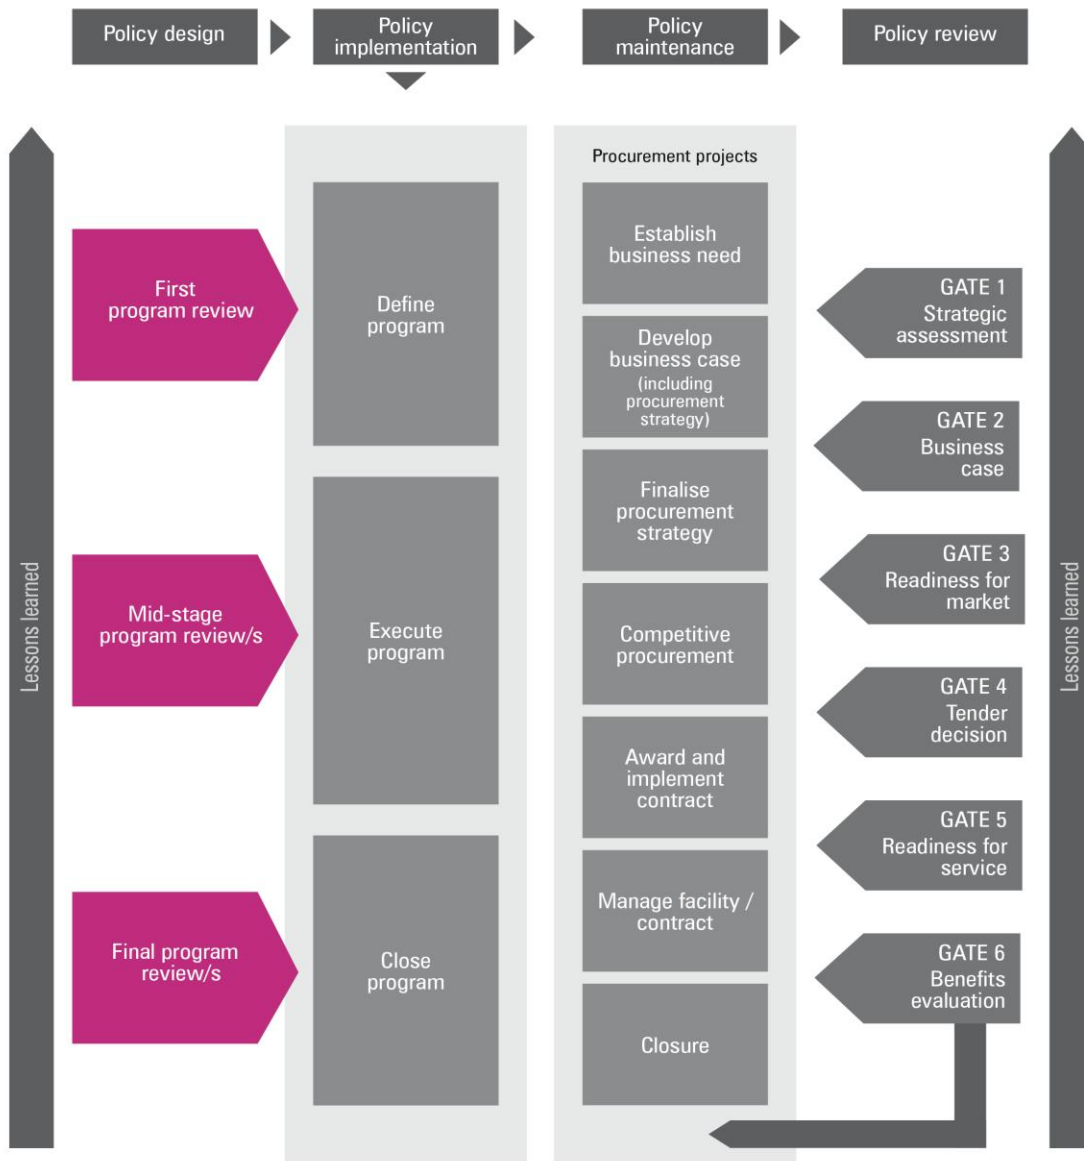 Policy design
Policy
implementation
Policy
maintenance
Policy review
Lessons learned
First
program review
Mid-stage
program review/s
Final program
review/s
Define
program
Execute
program
Close
program
Procurement projects
Establish
business need
Develop
business case
(including
procurement
strategy)
Finalise
procurement
strategy
Competitive
procurement
Award and
implement
contract
Manage facility /
contract
Closure
GATE 1
Strategic
assessment
GATE 2
Business
case
GATE 3
Readiness for
market
GATE 4
Tender
decision
GATE 5
Readiness for
service
GATE 6
Benefits
evaluation
Lessons learned